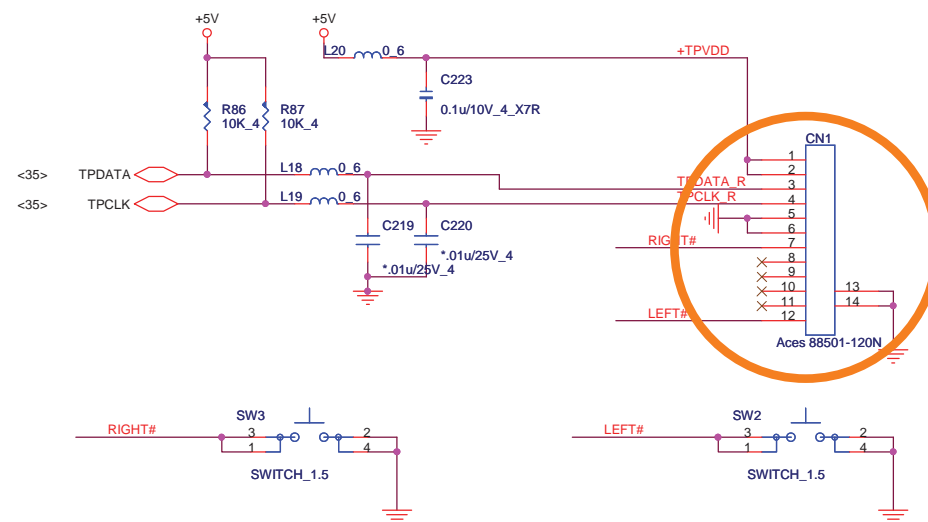 +5V +5V
L20 0_6 +TPVDD
C223
0.1u/10V_4_X7R
R86 R87
10K_4 10K_4
CN1
1
2
<35> TPDATA L18 0_6 TPDATA_R 3
<35> TPCLK L19 0_6 TPCLK_R 4
5
6
C219 C220
*.01u/25V_4
*.01u/25V_4
RIGHT# 7
8
9
10 13
11 14
LEFT# 12
Aces 88501-120N
SW3 SW2
RIGHT# 3 2 LEFT# 3 2
1 4 1 4
SWITCH_1.5 SWITCH_1.5